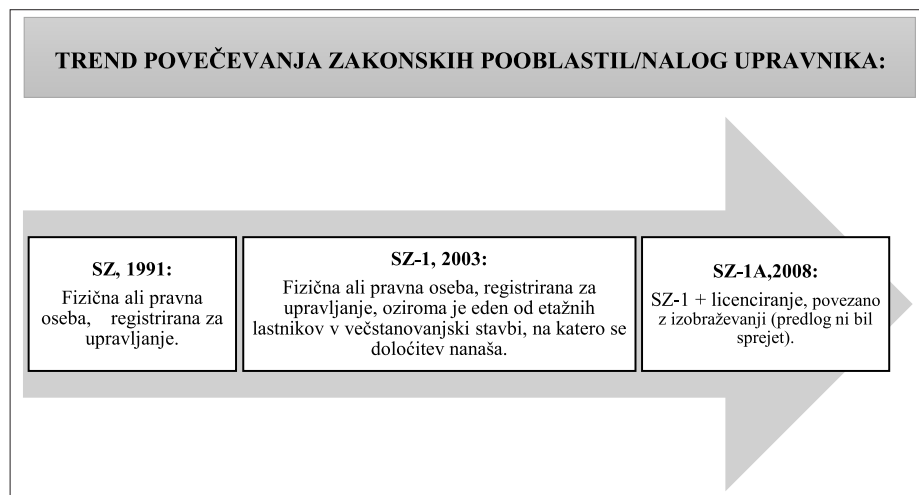 TREND POVEČEVANJA ZAKONSKIH POOBLASTIL/NALOG UPRAVNIKA:
SZ, 1991:
Fizična ali pravna
oseba, registrirana za
upravljanje.
SZ-1, 2003:
Fizična ali pravna oseba, registrirana za
upravljanje, oziroma je eden od etažnih
lastnikov v večstanovanjski stavbi, na katero se
določitev nanaša.
SZ-1A,2008:
SZ-1 + licenciranje, povezano
z izobraževanji (predlog ni bil
sprejet).